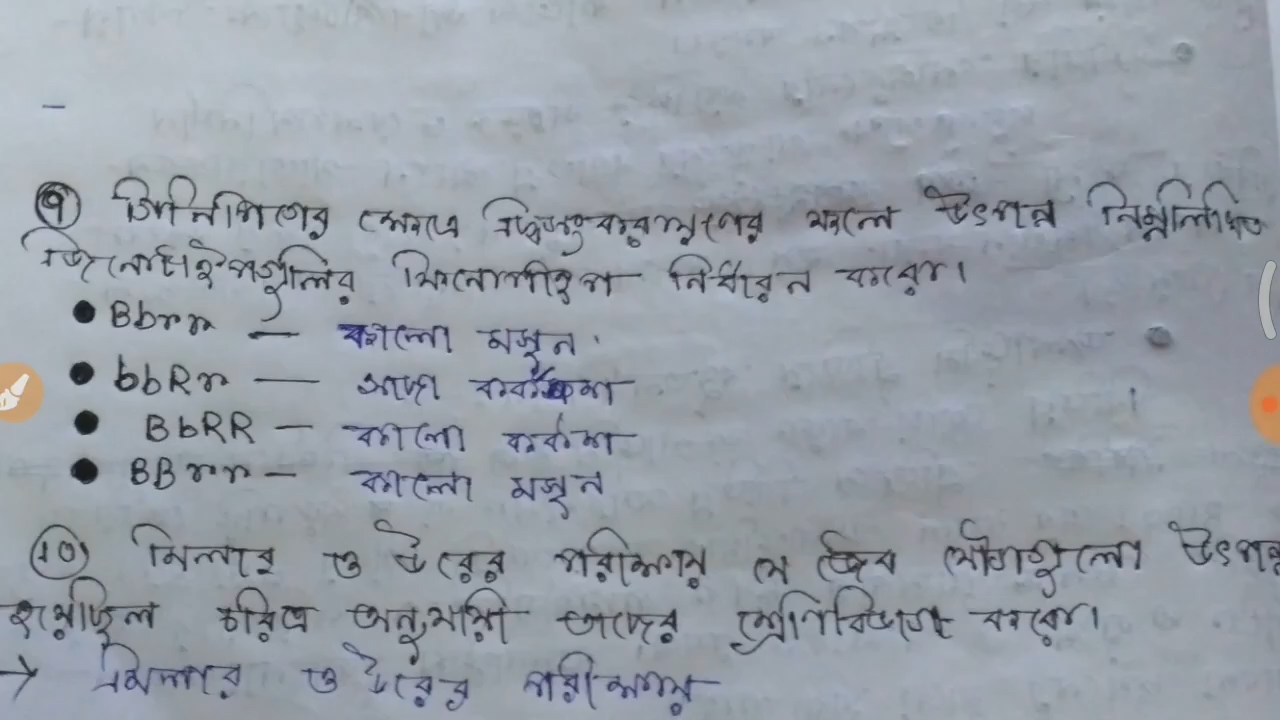 ৭ গিনিপিগের ক্ষেত্রে দ্বিসংকরায়ণের ফলে উৎপন্ন নিম্নলিখিত
জিনোটাইপগুলির ফিনোটাইপ নির্ধারন করো।
● Bbrr — কালো মসৃন
● bbRr — সাদা কর্কশ
● BbRR — কালো কর্কশ
● BBrr — কালো মসৃন
১০ মিলার ও উরের পরিক্ষায় যে জৈব যৌগগুলো উৎপন্ন
হয়েছিল চরিত্র অনুযায়ী তাদের শ্রেণিবিভাগ করো।
→ মিলার ও উরের পরীক্ষায়